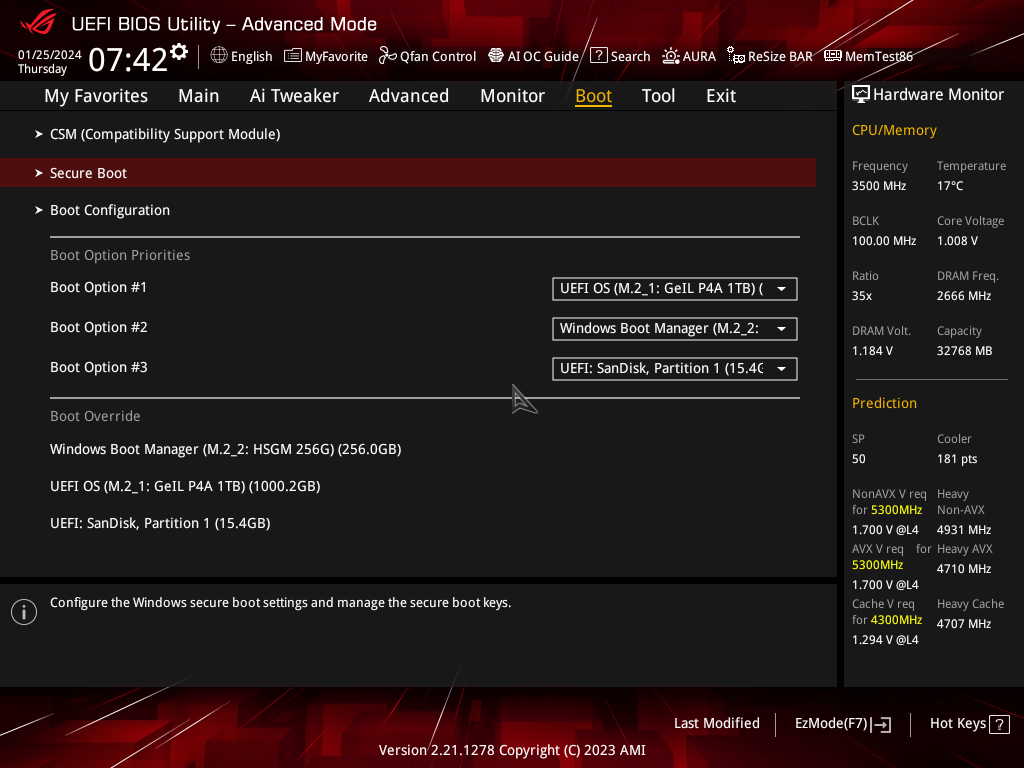 UEFI BIOS Utility – Advanced Mode
01/25/2024
Thursday
07:42
English
MyFavorite
Qfan Control
AI OC Guide
Search
AURA
ReSize BAR
MemTest86
My Favorites
Main
Ai Tweaker
Advanced
Monitor
Boot
Tool
Exit
CSM (Compatibility Support Module)
Secure Boot
Boot Configuration
Boot Option Priorities
Boot Option #1
UEFI OS (M.2_1: GeIL P4A 1TB) (
Boot Option #2
Windows Boot Manager (M.2_2:
Boot Option #3
UEFI: SanDisk, Partition 1 (15.4G
Boot Override
Windows Boot Manager (M.2_2: HSGM 256G) (256.0GB)
UEFI OS (M.2_1: GeIL P4A 1TB) (1000.2GB)
UEFI: SanDisk, Partition 1 (15.4GB)
Configure the Windows secure boot settings and manage the secure boot keys.
Hardware Monitor
CPU/Memory
Frequency Temperature
3500 MHz 17°C
BCLK Core Voltage
100.00 MHz 1.008 V
Ratio DRAM Freq.
35x 2666 MHz
DRAM Volt. Capacity
1.184 V 32768 MB
Prediction
SP Cooler
50 181 pts
NonAVX V req Heavy
for 5300MHz Non-AVX
1.700 V @L4 4931 MHz
AVX V req for Heavy AVX
5300MHz 4710 MHz
1.700 V @L4
Cache V req Heavy Cache
for 4300MHz 4707 MHz
1.294 V @L4
Last Modified
EzMode(F7)
Hot Keys ?
Version 2.21.1278 Copyright (C) 2023 AMI